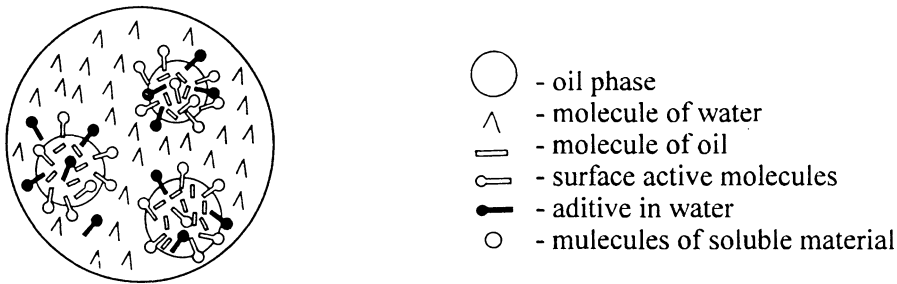 - oil phase
- molecule of water
- molecule of oil
- surface active molecules
- aditive in water
- mulecules of soluble material